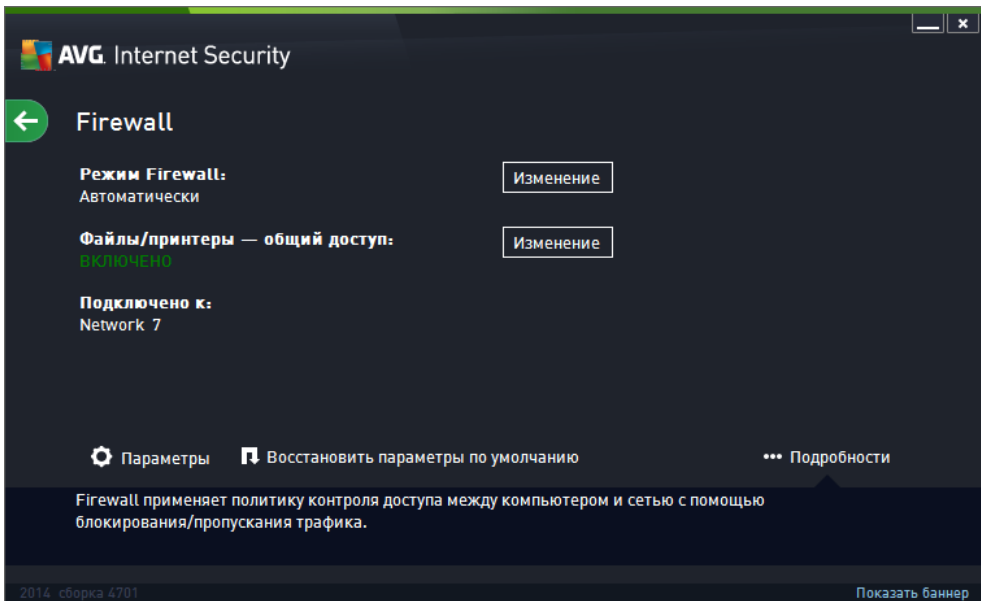 AVG. Internet Security
Firewall
Режим Firewall:
Автоматически
Изменение
Файлы/принтеры — общий доступ:
ВКЛЮЧЕНО
Изменение
Подключено к:
Network 7
Параметры
Восстановить параметры по умолчанию
••• Подробности
Firewall применяет политику контроля доступа между компьютером и сетью с помощью
блокирования/пропускания трафика.
2014 сборка 4701
Показать баннер